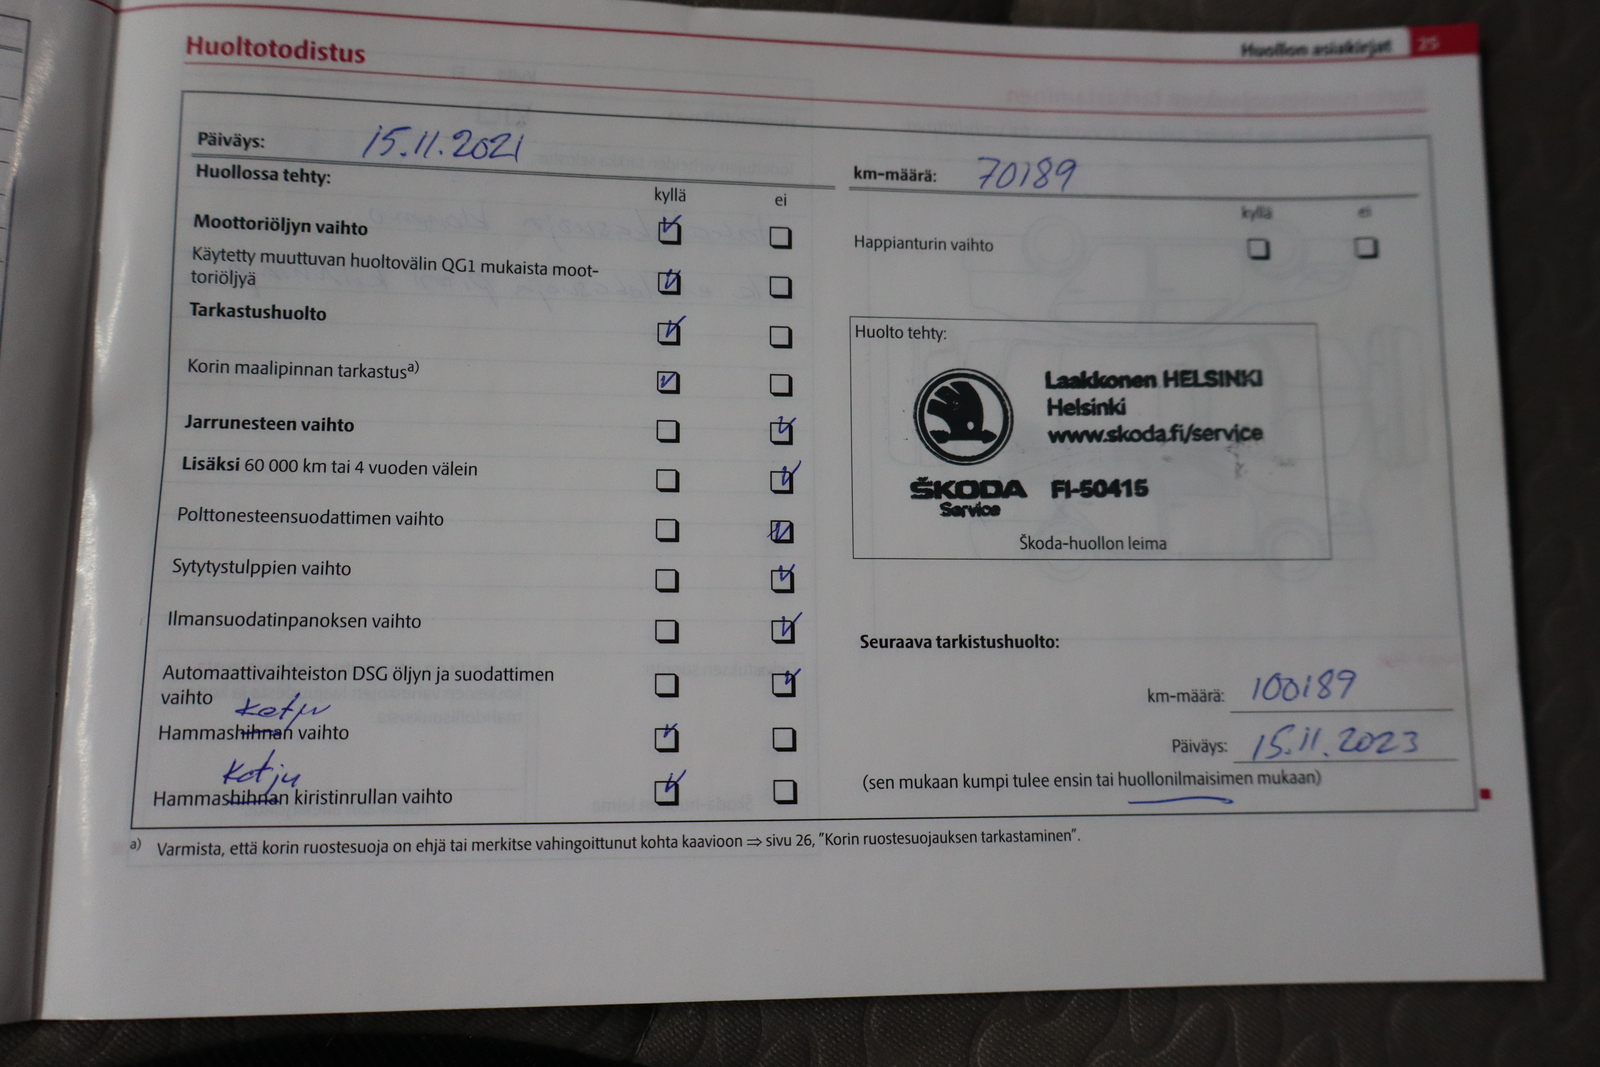 Huoltotodistus
Huollon asiakirjat 25
Päiväys: 15.11.2021
km-määrä: 70189
Huollossa tehty:
kyllä ei
Moottoriöljyn vaihto
Käytetty muuttuvan huoltovälin QG1 mukaista moot-
toriöljyä
Tarkastushuolto
Korin maalipinnan tarkastusa)
Jarrunesteen vaihto
Lisäksi 60 000 km tai 4 vuoden välein
Polttonesteensuodattimen vaihto
Sytytystulppien vaihto
Ilmansuodatinpanoksen vaihto
Automaattivaihteiston DSG öljyn ja suodattimen
vaihto
Ketju
Hammashihnan vaihto
Ketju
Hammashihnan kiristinrullan vaihto
kyllä ei
Happianturin vaihto
Huolto tehty:
Laakkonen HELSINKI
Helsinki
www.skoda.fi/service
ŠKODA FI-50415
Service
Škoda-huollon leima
Seuraava tarkistushuolto:
km-määrä: 100189
Päiväys: 15.11.2023
(sen mukaan kumpi tulee ensin tai huollonilmaisimen mukaan)
a) Varmista, että korin ruostesuoja on ehjä tai merkitse vahingoittunut kohta kaavioon ⇒ sivu 26, ”Korin ruostesuojauksen tarkastaminen”.